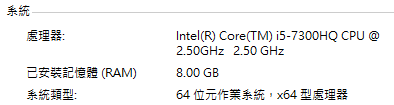 系統
處理器: Intel(R) Core(TM) i5-7300HQ CPU @
2.50GHz 2.50 GHz
已安裝記憶體 (RAM) 8.00 GB
系統類型: 64 位元作業系統，x64 型處理器